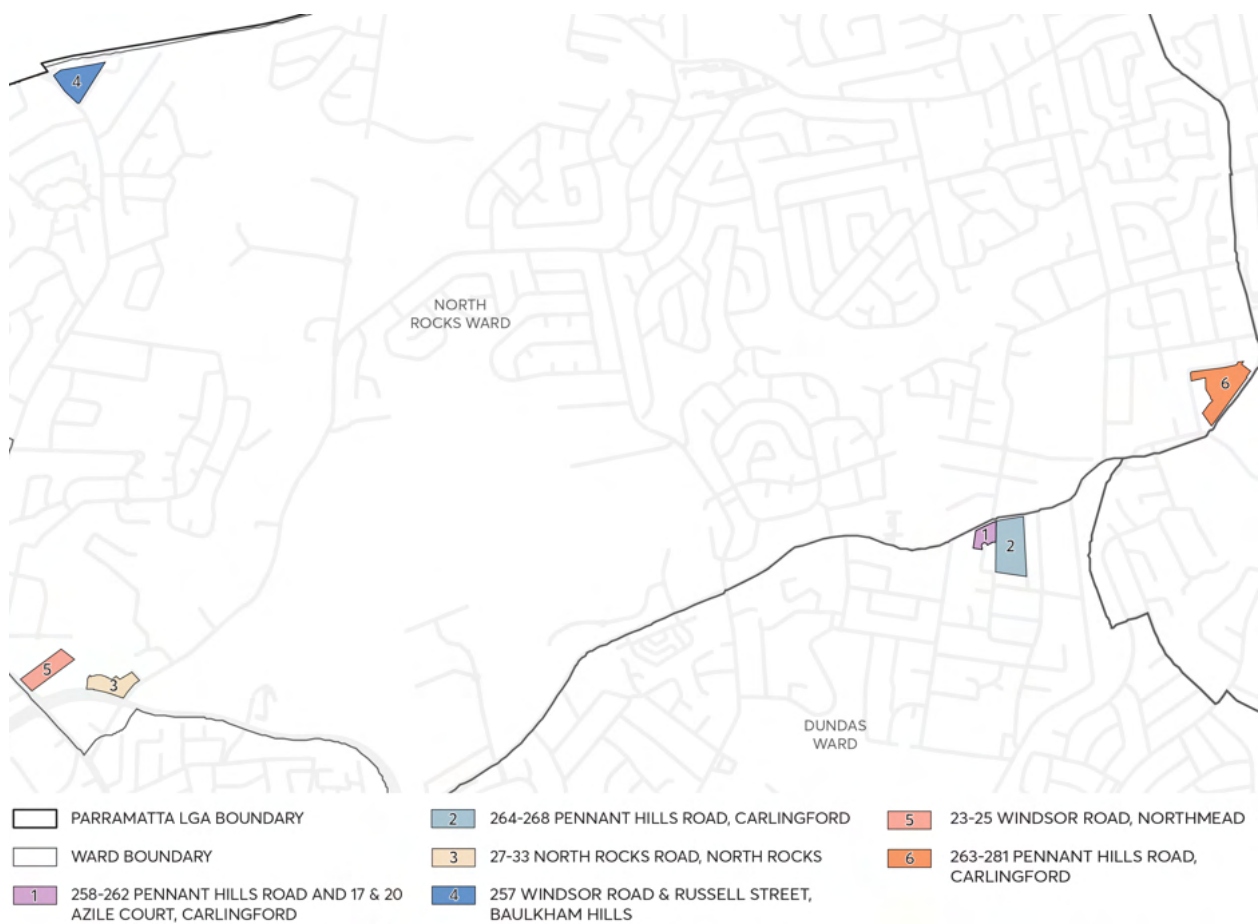 4
NORTH
ROCKS WARD
6
1
2
5
3
DUNDAS
WARD
PARRAMATTA LGA BOUNDARY
WARD BOUNDARY
1 258-262 PENNANT HILLS ROAD AND 17 & 20
AZILE COURT, CARLINGFORD
2 264-268 PENNANT HILLS ROAD, CARLINGFORD
3 27-33 NORTH ROCKS ROAD, NORTH ROCKS
4 257 WINDSOR ROAD & RUSSELL STREET,
BAULKHAM HILLS
5 23-25 WINDSOR ROAD, NORTHMEAD
6 263-281 PENNANT HILLS ROAD,
CARLINGFORD